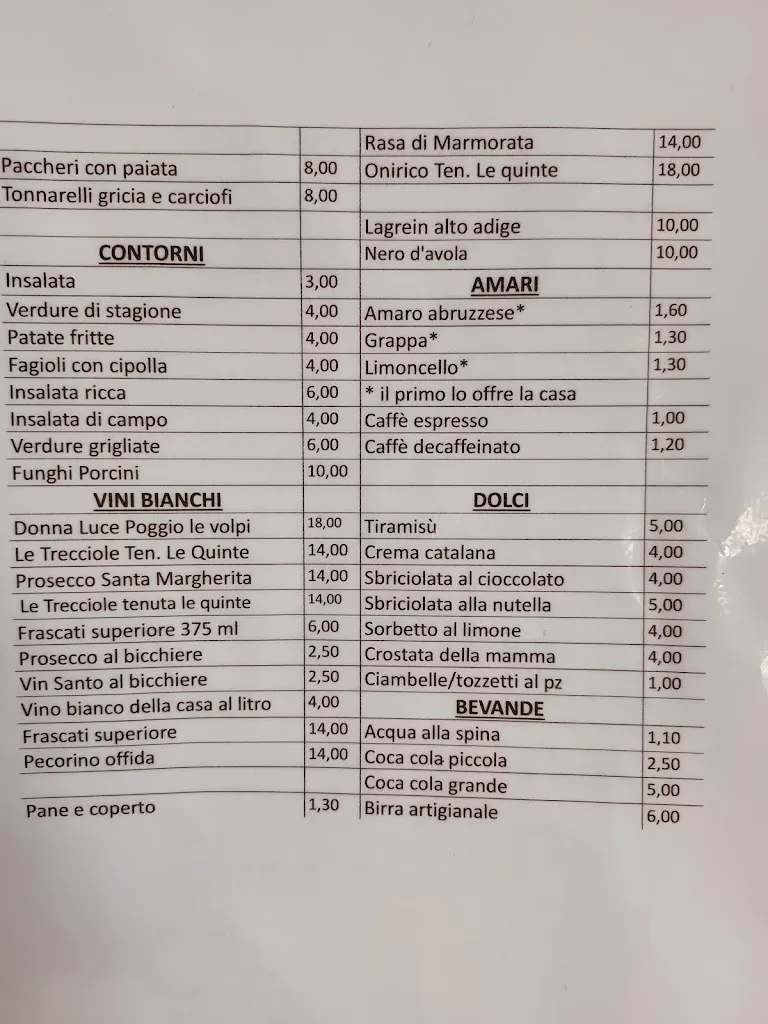 Paccheri con paiata 8,00
Tonnarelli gricia e carciofi 8,00
CONTORNI
Insalata 3,00
Verdure di stagione 4,00
Patate fritte 4,00
Fagioli con cipolla 4,00
Insalata ricca 6,00
Insalata di campo 4,00
Verdure grigliate 6,00
Funghi Porcini 10,00
VINI BIANCHI
Donna Luce Poggio le volpi 18,00
Le Trecciole Ten. Le Quinte 14,00
Prosecco Santa Margherita 14,00
Le Trecciole tenuta le quinte 14,00
Frascati superiore 375 ml 6,00
Prosecco al bicchiere 2,50
Vin Santo al bicchiere 2,50
Vino bianco della casa al litro 4,00
Frascati superiore 14,00
Pecorino offida 14,00
Pane e coperto 1,30
Rasa di Marmorata 14,00
Onirico Ten. Le quinte 18,00
Lagrein alto adige 10,00
Nero d'avola 10,00
AMARI
Amaro abruzzese* 1,60
Grappa* 1,30
Limoncello* 1,30
* il primo lo offre la casa
Caffè espresso 1,00
Caffè decaffeinato 1,20
DOLCI
Tiramisù 5,00
Crema catalana 4,00
Sbriciolata al cioccolato 4,00
Sbriciolata alla nutella 5,00
Sorbetto al limone 4,00
Crostata della mamma 4,00
Ciambelle/tozzetti al pz 1,00
BEVANDE
Acqua alla spina 1,10
Coca cola piccola 2,50
Coca cola grande 5,00
Birra artigianale 6,00